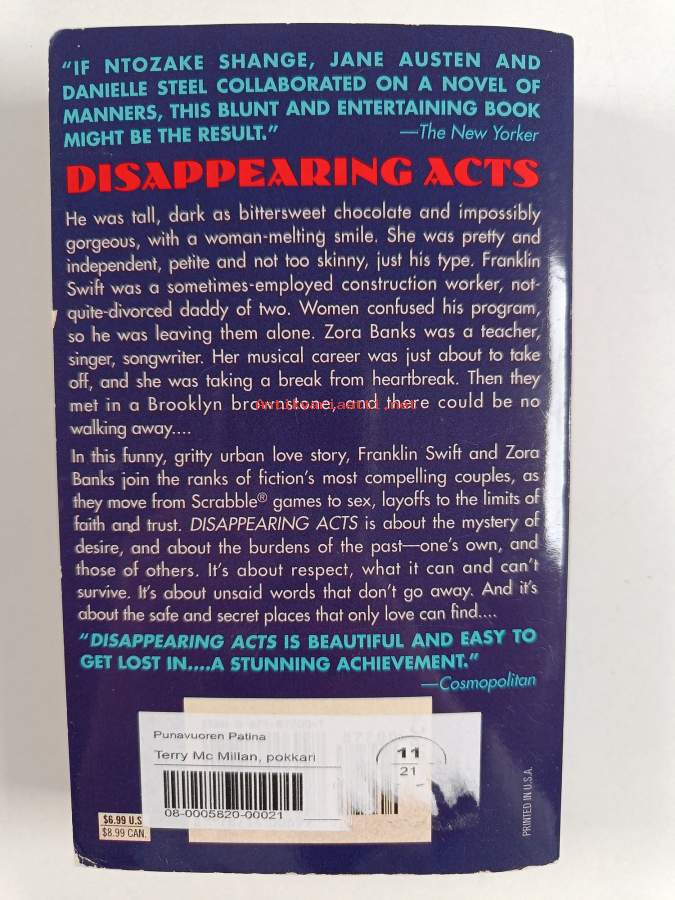 "IF NTOZAKE SHANGE, JANE AUSTEN AND
DANIELLE STEEL COLLABORATED ON A NOVEL OF
MANNERS, THIS BLUNT AND ENTERTAINING BOOK
MIGHT BE THE RESULT."
—The New Yorker
DISAPPEARING ACTS
He was tall, dark as bittersweet chocolate and impossibly
gorgeous, with a woman-melting smile. She was pretty and
independent, petite and not too skinny, just his type. Franklin
Swift was a sometimes-employed construction worker, not-
quite-divorced daddy of two. Women confused his program,
so he was leaving them alone. Zora Banks was a teacher,
singer, songwriter. Her musical career was just about to take
off, and she was taking a break from heartbreak. Then they
met in a Brooklyn brownstone, and there could be no
walking away....
In this funny, gritty urban love story, Franklin Swift and Zora
Banks join the ranks of fiction's most compelling couples, as
they move from Scrabble® games to sex, layoffs to the limits of
faith and trust. DISAPPEARING ACTS is about the mystery of
desire, and about the burdens of the past—one's own, and
those of others. It's about respect, what it can and can't
survive. It's about unsaid words that don't go away. And it's
about the safe and secret places that only love can find....
"DISAPPEARING ACTS IS BEAUTIFUL AND EASY TO
GET LOST IN....A STUNNING ACHIEVEMENT."
—Cosmopolitan
Punavuoren Patina
Terry Mc Millan, pokkari
11
21
08-0005820-00021
$6.99 U.S
$8.99 CAN.
PRINTED IN U.S.A.